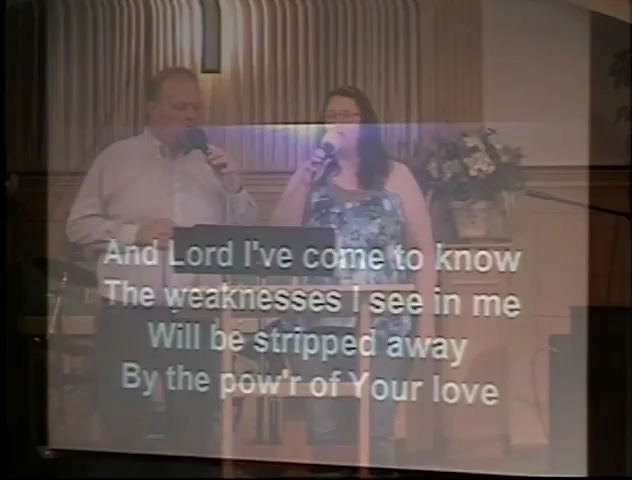 And Lord I've come to know
The weaknesses I see in me
Will be stripped away
By the pow'r of Your love